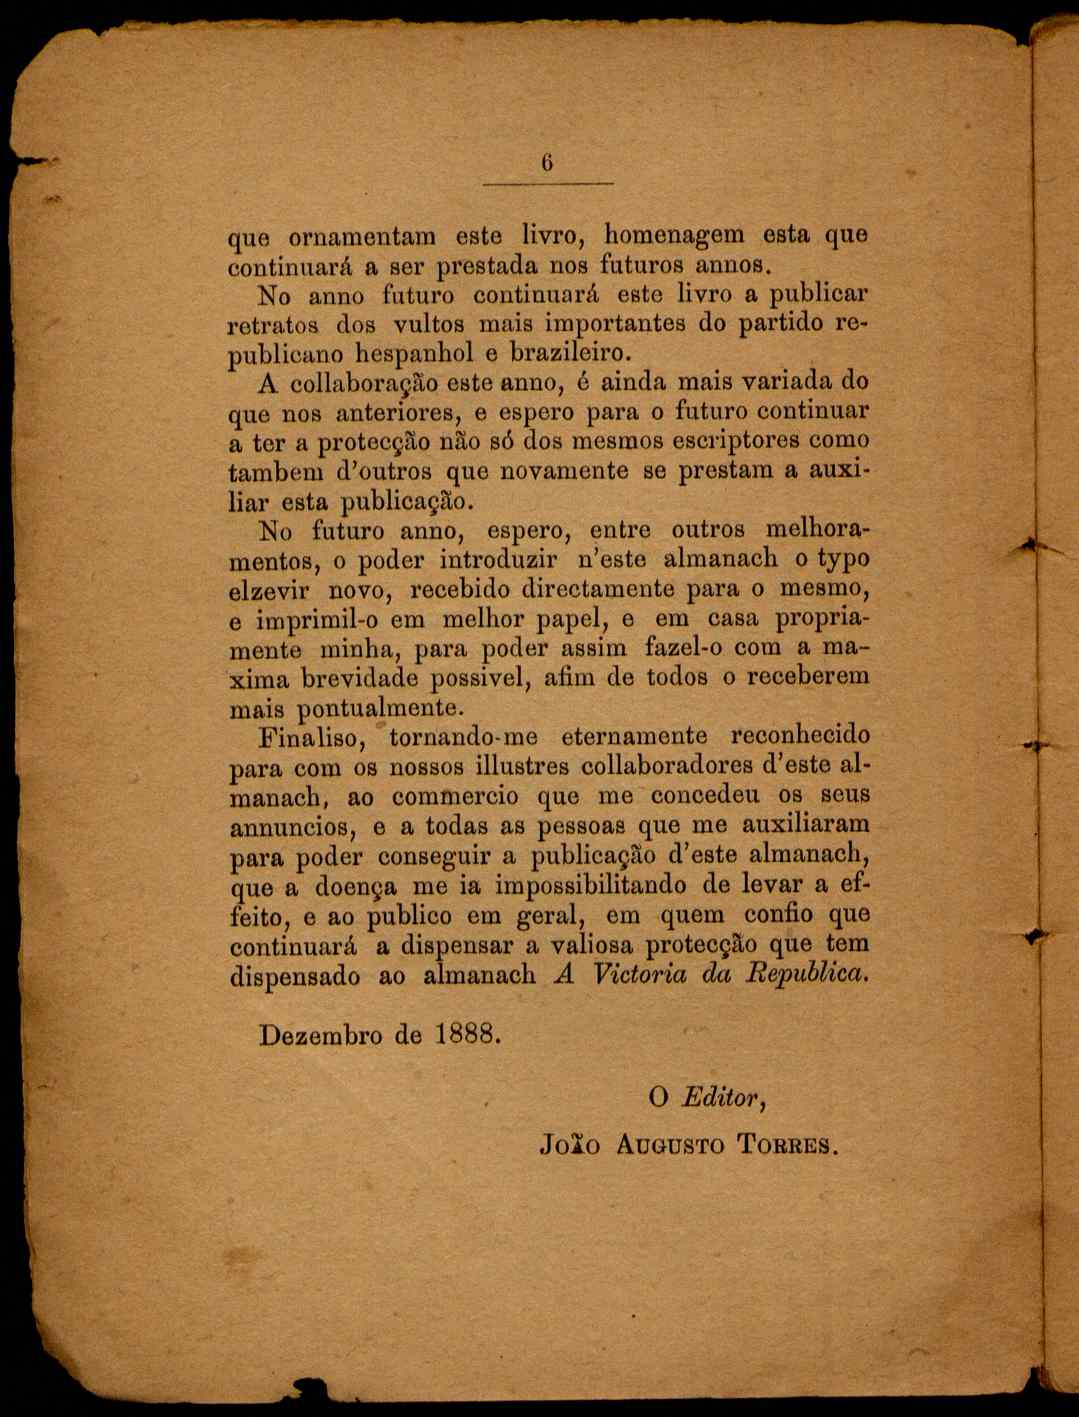 6
que ornamentam este livro, homenagem esta que
continuará a ser prestada nos futuros annos.
No anno futuro continuará este livro a publicar
retratos dos vultos mais importantes do partido re-
publicano hespanhol e brazileiro.
A collaboração este anno, é ainda mais variada do
que nos anteriores, e espero para o futuro continuar
a ter a protecção não só dos mesmos escriptores como
tambem d'outros que novamente se prestam a auxi-
liar esta publicação.
No futuro anno, espero, entre outros melhora-
mentos, o poder introduzir n'este almanach o typo
elzevir novo, recebido directamente para o mesmo,
e imprimil-o em melhor papel, e em casa propria-
mente minha, para poder assim fazel-o com a ma-
xima brevidade possivel, afim de todos o receberem
mais pontualmente.
Finaliso, tornando-me eternamente reconhecido
para com os nossos illustres collaboradores d'este al-
manach, ao commercio que me concedeu os seus
annuncios, e a todas as pessoas que me auxiliaram
para poder conseguir a publicação d'este almanach,
que a doença me ia impossibilitando de levar a ef-
feito, e ao publico em geral, em quem confio que
continuará a dispensar a valiosa protecção que tem
dispensado ao almanach A Victoria da Republica.
Dezembro de 1888.
O Editor,
João Augusto Torres.